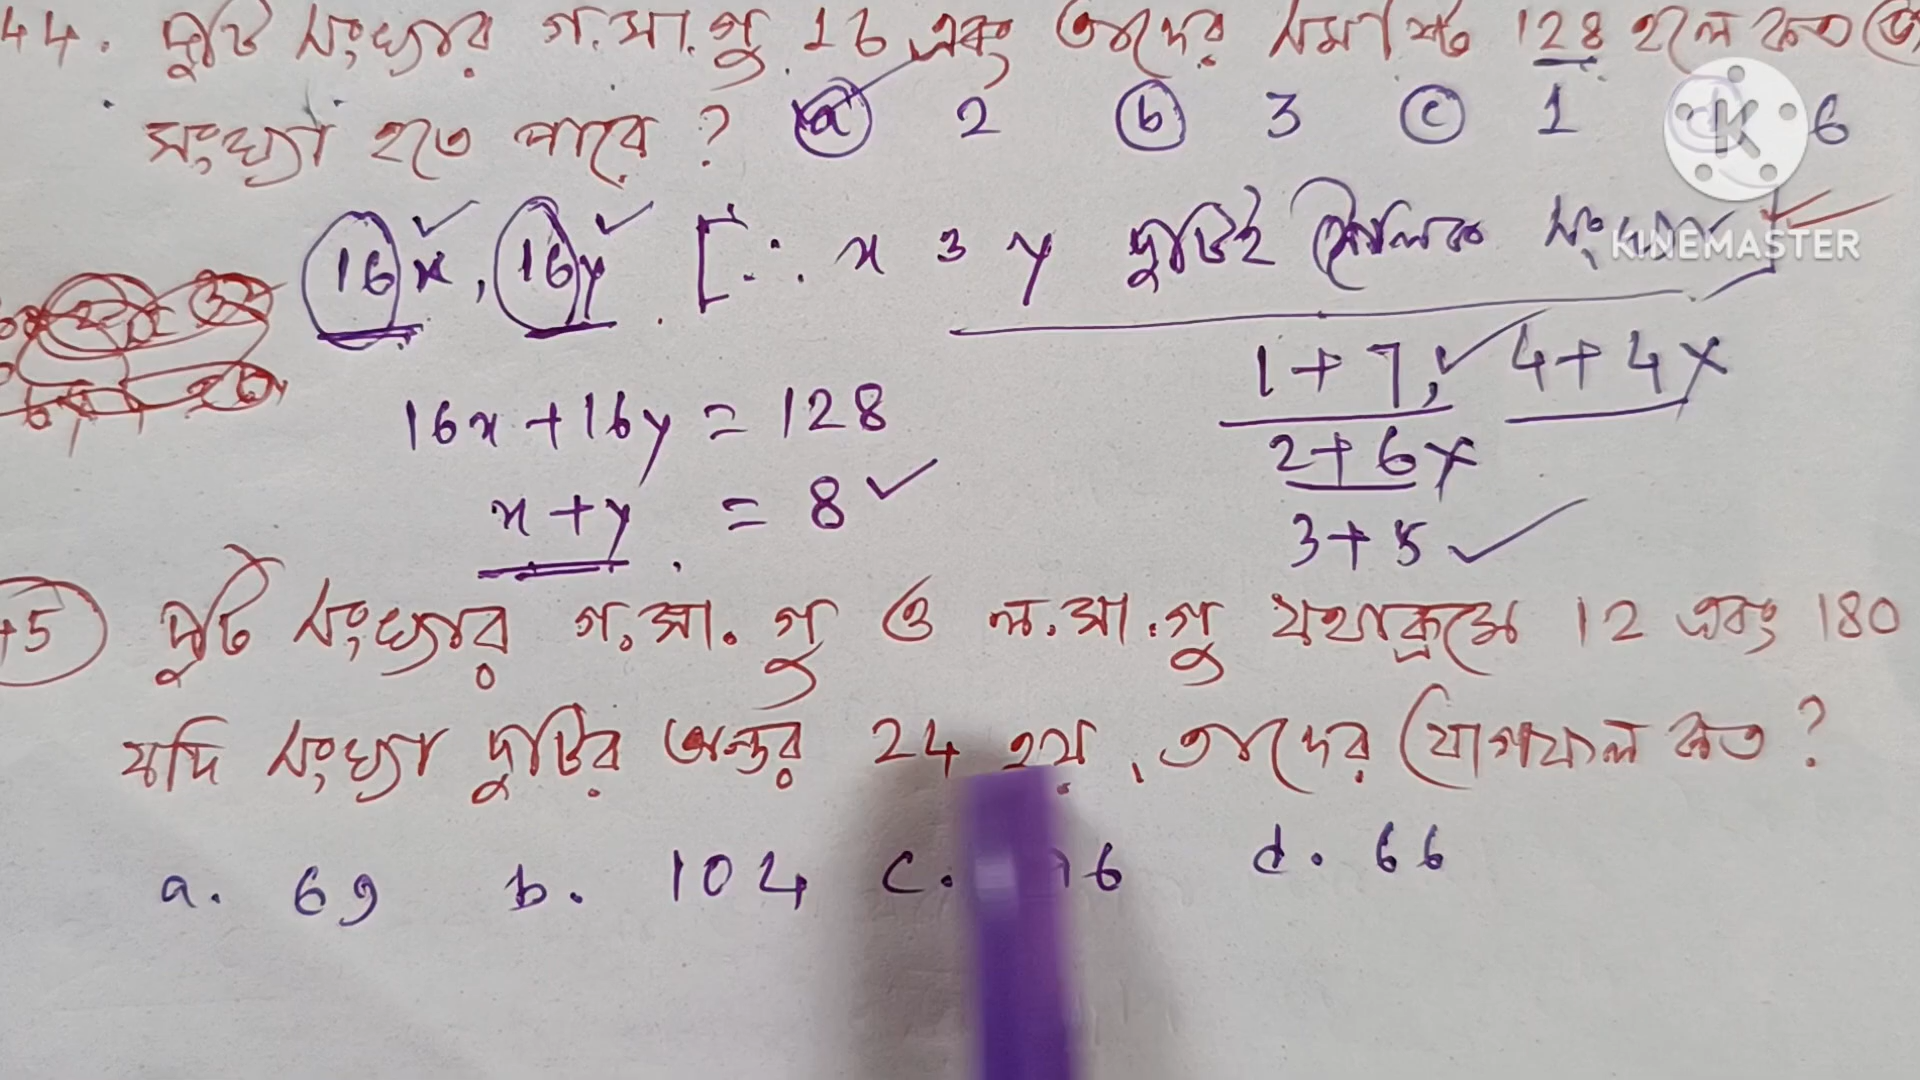 44. দুটি সংখ্যার গ.সা.গু 16 এবং তাদের সমষ্টি 128 হলে কত
সংখ্যা হতে পারে ? (a) 2 (b) 3 (c) 1 (d) 6
16x, 16y. [∵ x ও y দুটিই মৌলিক সংখ্যা]
1+7, 4+4
16x+16y = 128
2+6
x+y = 8
3+5
45 দুটি সংখ্যার গ.সা.গু ও ল.সা.গু যথাক্রমে 12 এবং 180
যদি সংখ্যা দুটির অন্তর 24 হয়, তাদের যোগফল কত ?
a. 69 b. 104 c. 6 d. 66
K
KINEMASTER